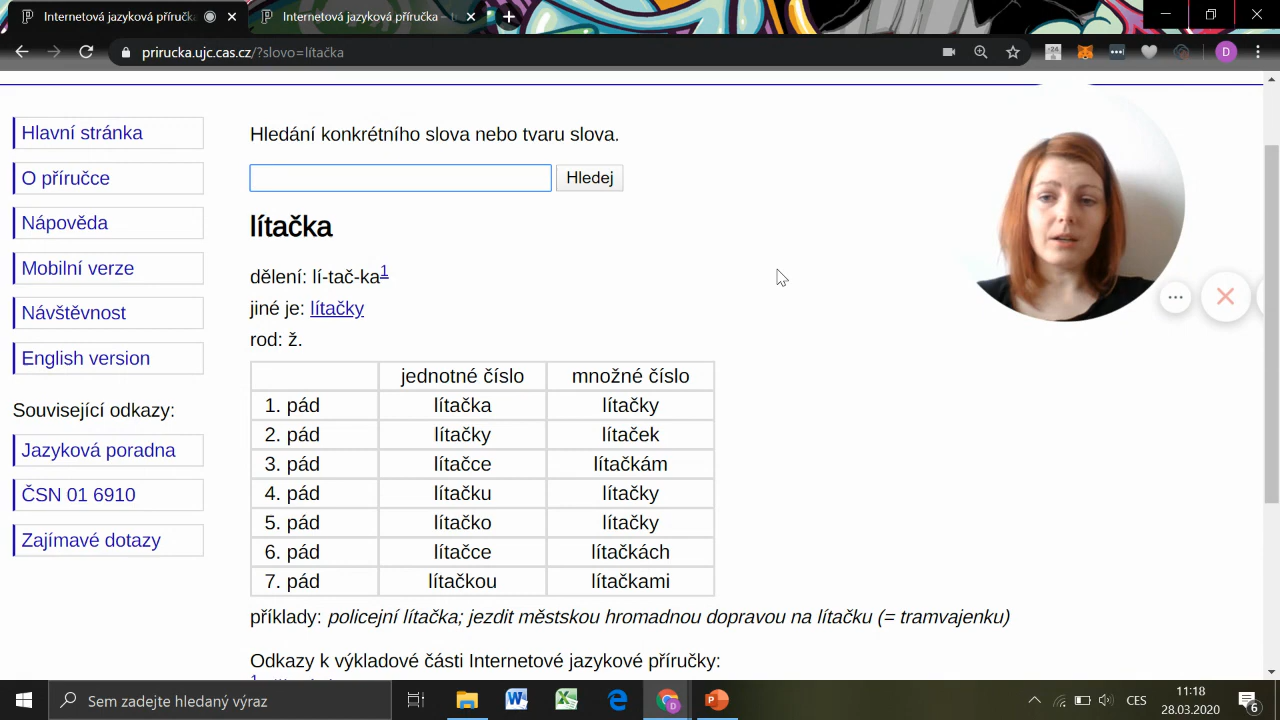 Internetová jazyková příručk
Internetová jazyková příručka –
prirucka.ujc.cas.cz/?slovo=lítačka
-24
D
Hlavní stránka
O příručce
Nápověda
Mobilní verze
Návštěvnost
English version
Související odkazy:
Jazyková poradna
ČSN 01 6910
Zajímavé dotazy
Hledání konkrétního slova nebo tvaru slova.
Hledej
lítačka
dělení: lí-tač-ka1
jiné je: lítačky
rod: ž.
jednotné číslo množné číslo
1. pád lítačka lítačky
2. pád lítačky lítaček
3. pád lítačce lítačkám
4. pád lítačku lítačky
5. pád lítačko lítačky
6. pád lítačce lítačkách
7. pád lítačkou lítačkami
příklady: policejní lítačka; jezdit městskou hromadnou dopravou na lítačku (= tramvajenku)
Odkazy k výkladové části Internetové jazykové příručky:
Sem zadejte hledaný výraz
CES
11:18
28.03.2020
6